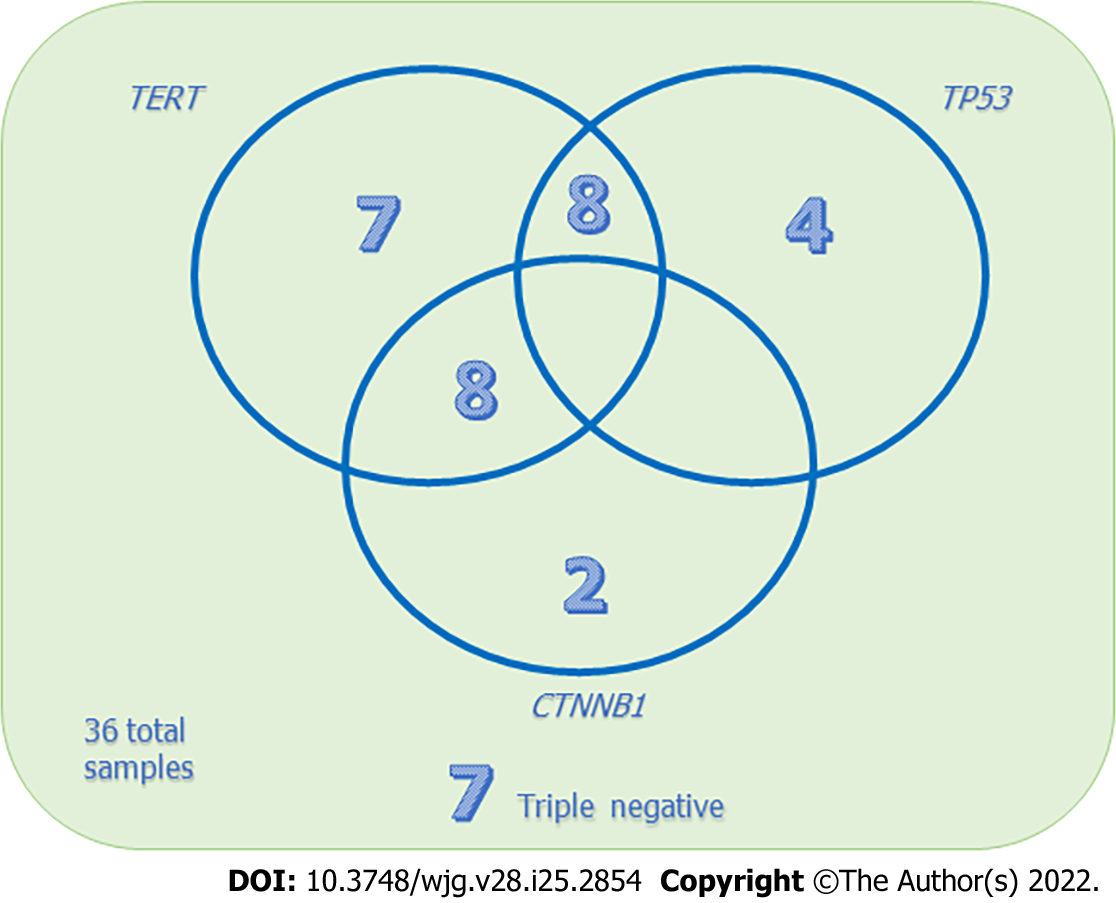 TERT
TP53
7
8
4
8
2
CTNNB1
36 total
samples
7 Triple negative
DOI: 10.3748/wjg.v28.i25.2854 Copyright ©The Author(s) 2022.